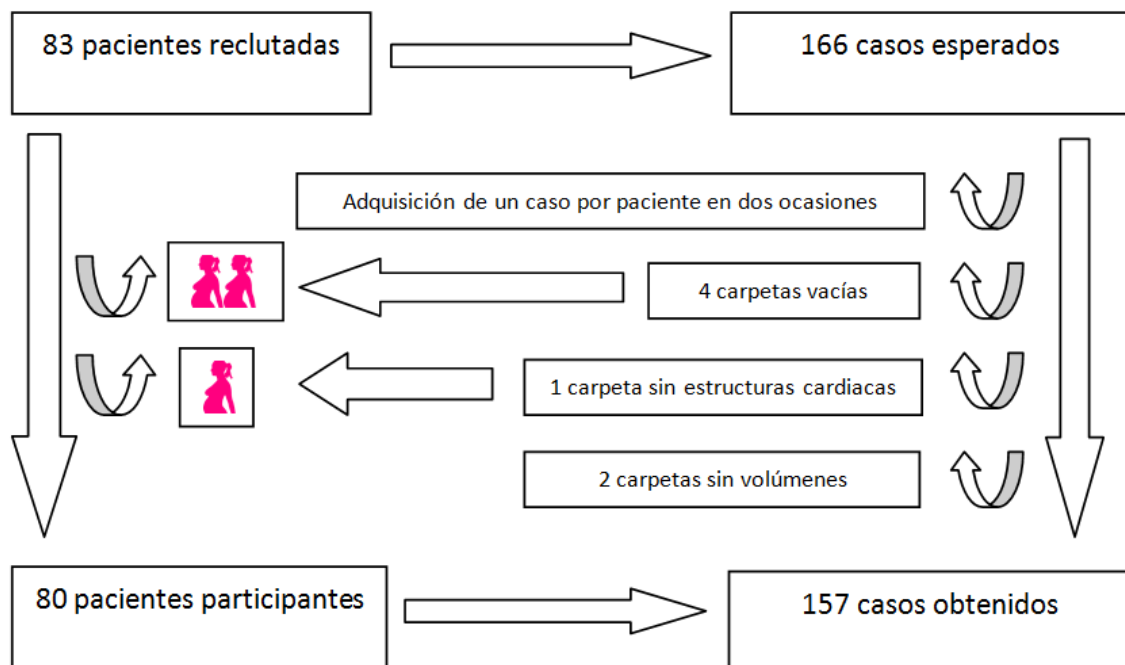 83 pacientes reclutadas
166 casos esperados
Adquisición de un caso por paciente en dos ocasiones
4 carpetas vacías
1 carpeta sin estructuras cardiacas
2 carpetas sin volúmenes
80 pacientes participantes
157 casos obtenidos